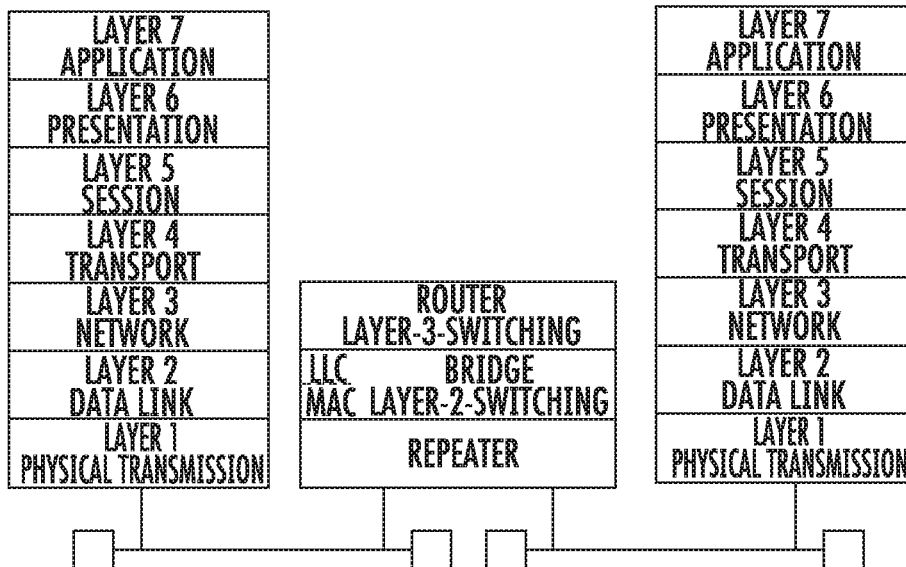 LAYER 7
APPLICATION
LAYER 6
PRESENTATION
LAYER 5
SESSION
LAYER 4
TRANSPORT
LAYER 3
NETWORK
LAYER 2
DATA LINK
LAYER 1
PHYSICAL TRANSMISSION
ROUTER
LAYER-3-SWITCHING
LLC BRIDGE
MAC LAYER-2-SWITCHING
REPEATER
LAYER 7
APPLICATION
LAYER 6
PRESENTATION
LAYER 5
SESSION
LAYER 4
TRANSPORT
LAYER 3
NETWORK
LAYER 2
DATA LINK
LAYER 1
PHYSICAL TRANSMISSION